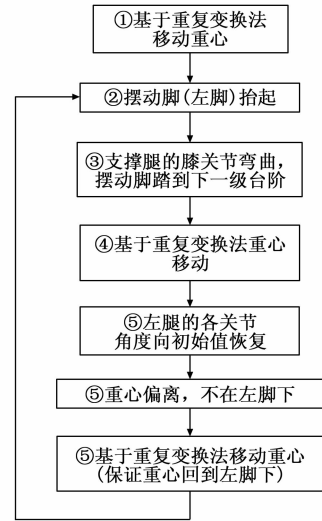 ①基于重复变换法
移动重心
②摆动脚(左脚)抬起
③支撑腿的膝关节弯曲，
摆动脚踏到下一级台阶
④基于重复变换法重心
移动
⑤左腿的各关节
角度向初始值恢复
⑤重心偏离，不在左脚下
⑤基于重复变换法移动重心
(保证重心回到左脚下)